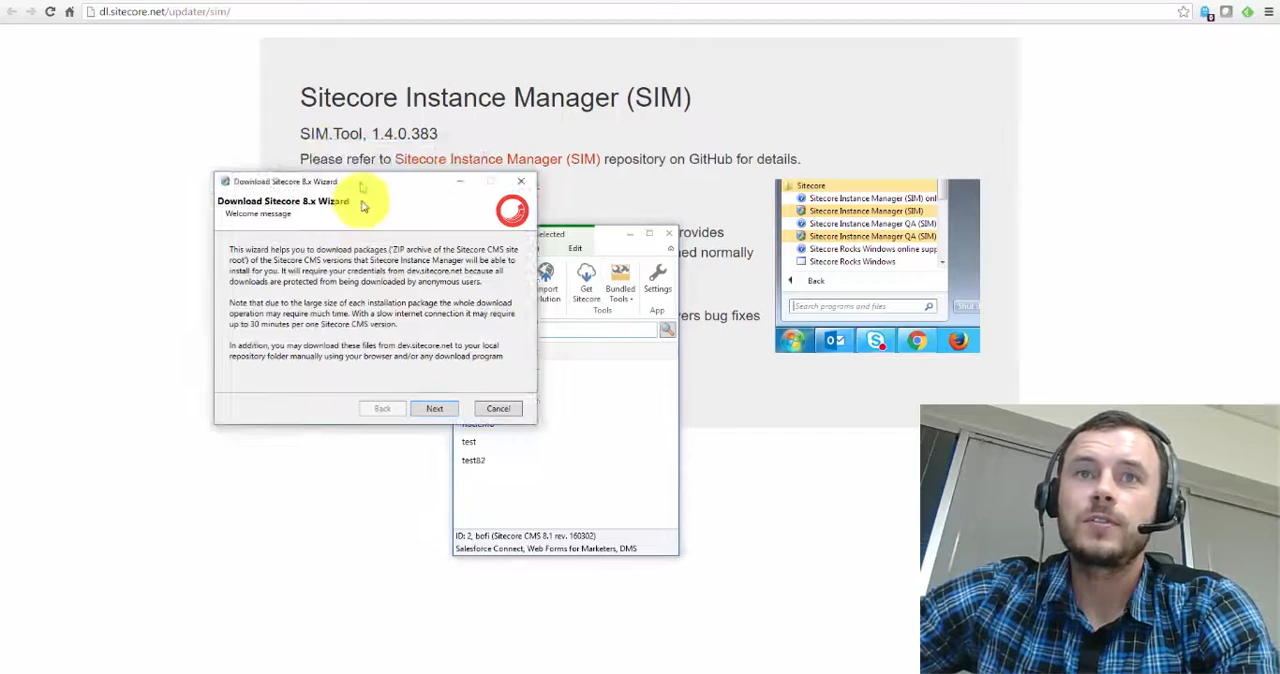 dl.sitecore.net/updater/sim/
Sitecore Instance Manager (SIM)
SIM.Tool, 1.4.0.383
Please refer to Sitecore Instance Manager (SIM) repository on GitHub for details.
Download Sitecore 8.x Wizard
Download Sitecore 8.x Wizard
Welcome message
This wizard helps you to download packages ('ZIP archive of the Sitecore CMS site
root') of the Sitecore CMS versions that Sitecore Instance Manager will be able to
install for you. It will require your credentials from dev.sitecore.net because all
downloads are protected from being downloaded by anonymous users.
Note that due to the large size of each installation package the whole download
operation may require much time. With a slow internet connection it may require
up to 30 minutes per one Sitecore CMS version.
In addition, you may download these files from dev.sitecore.net to your local
repository folder manually using your browser and/or any download program
Back
Next
Cancel
Edit
Get
Sitecore
Bundled
Tools
Settings
Tools
App
test
test82
ID: 2, bofi (Sitecore CMS 8.1 rev. 160302)
Salesforce Connect, Web Forms for Marketers, DMS
normally
bug fixes
Sitecore
Sitecore Instance Manager (SIM) onl
Sitecore Instance Manager (SIM)
Sitecore Instance Manager QA (SIM)
Sitecore Instance Manager QA (SIM)
Sitecore Rocks Windows online supp
Sitecore Rocks Windows
Back
Search programs and files